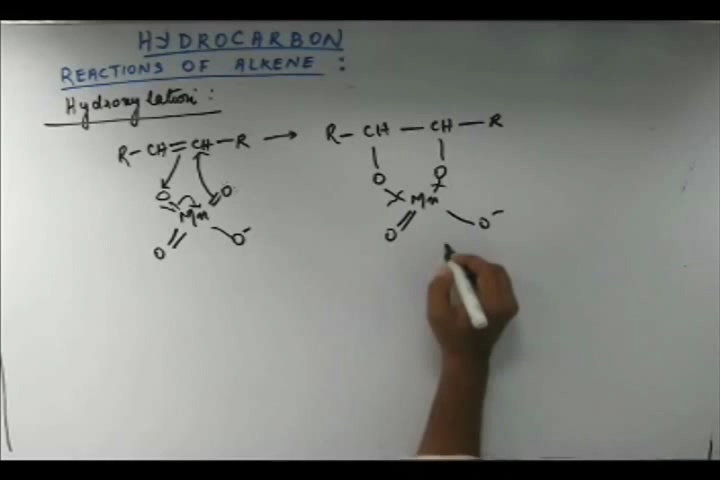 HYDROCARBON
REACTIONS OF ALKENE :
Hydroxylation :
R-CH=CH-R → R-CH-CH-R
O O O O
Mn Mn
O O⁻ O O⁻